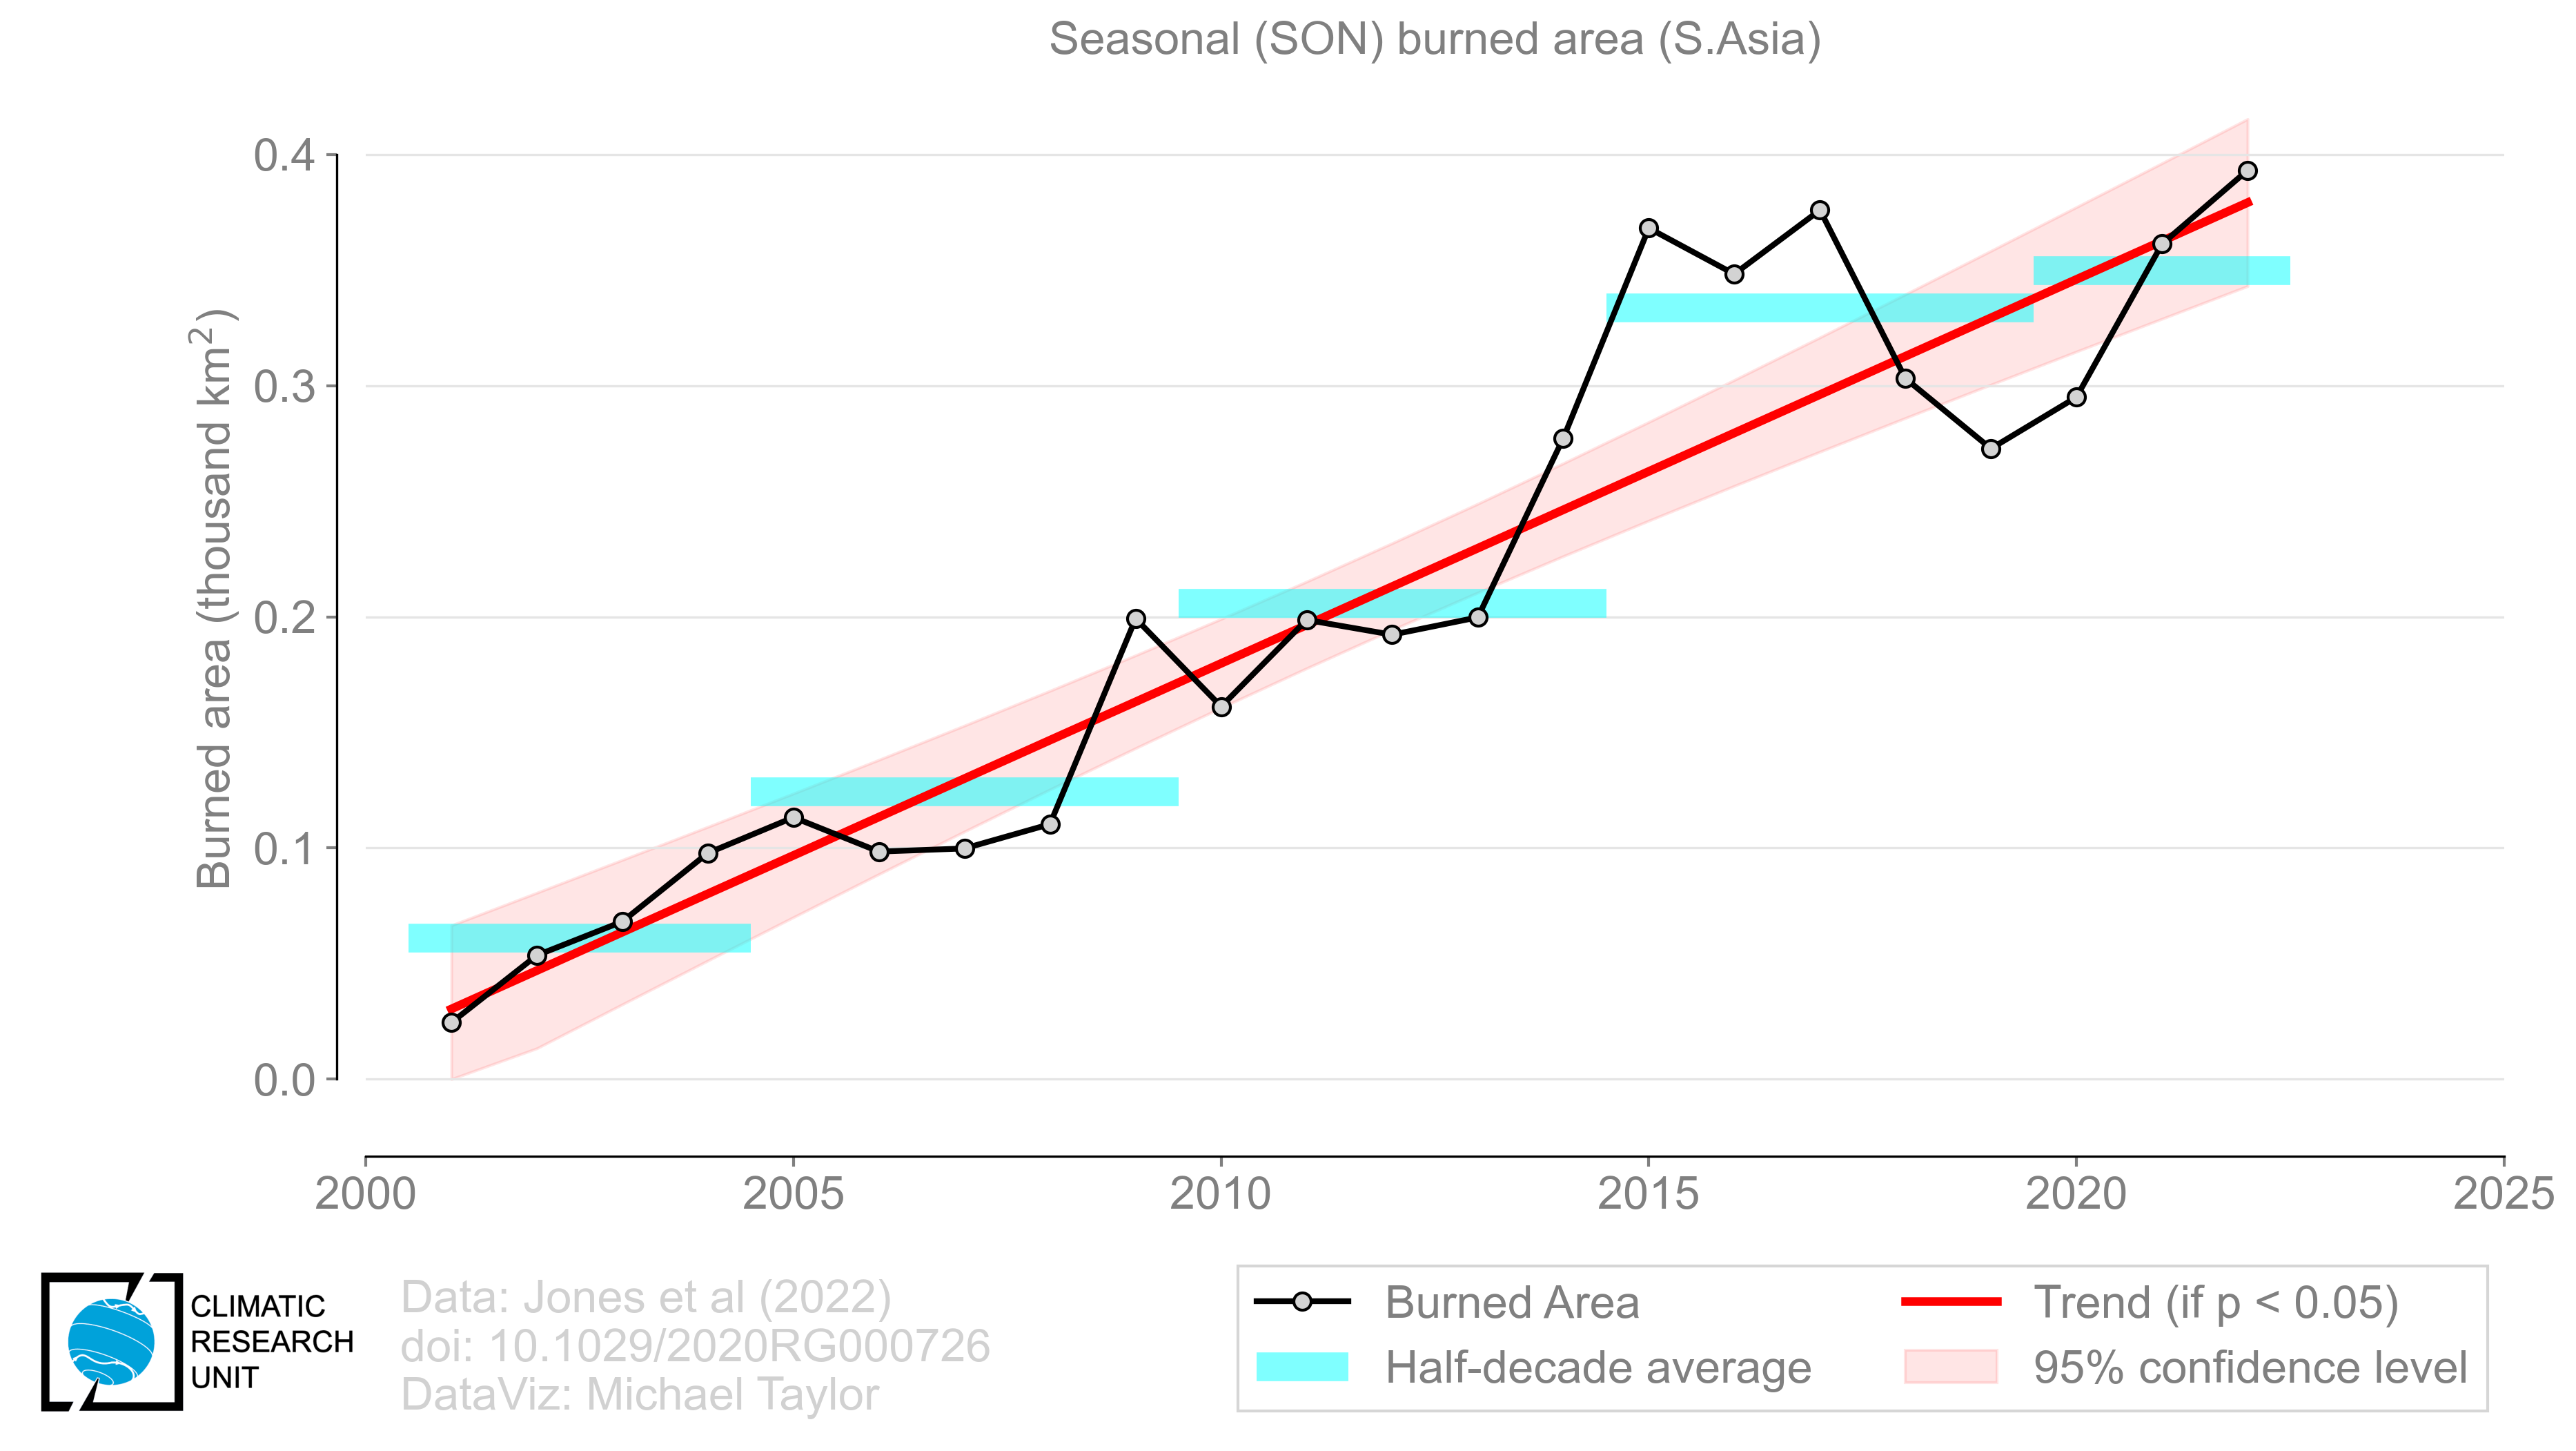 Seasonal (SON) burned area (S.Asia)
Burned area (thousand km²)
0.4
0.3
0.2
0.1
0.0
2000 2005 2010 2015 2020 2025
CLIMATIC
RESEARCH
UNIT
Data: Jones et al (2022)
doi: 10.1029/2020RG000726
DataViz: Michael Taylor
Burned Area
Half-decade average
Trend (if p < 0.05)
95% confidence level